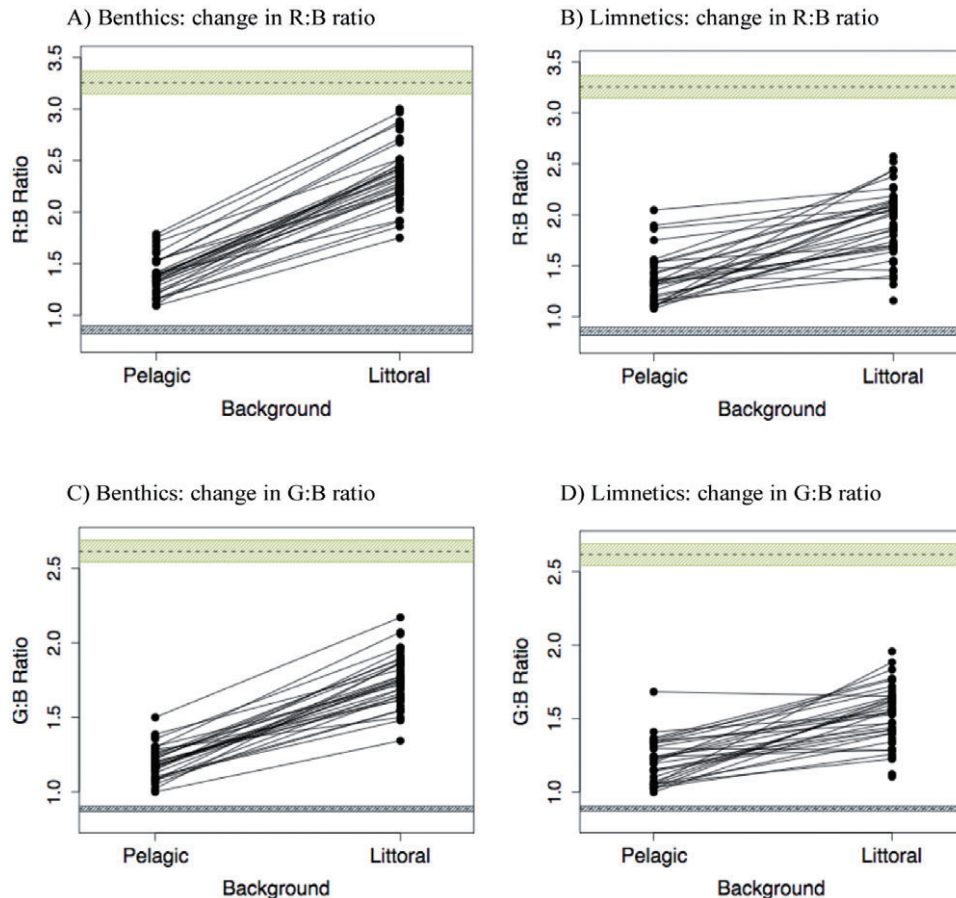 A) Benthics: change in R:B ratio
B) Limnetics: change in R:B ratio
R:B Ratio
3.5
3.0
2.5
2.0
1.5
1.0
Pelagic Littoral
Background
R:B Ratio
3.5
3.0
2.5
2.0
1.5
1.0
Pelagic Littoral
Background
C) Benthics: change in G:B ratio
D) Limnetics: change in G:B ratio
G:B Ratio
2.5
2.0
1.5
1.0
Pelagic Littoral
Background
G:B Ratio
2.5
2.0
1.5
1.0
Pelagic Littoral
Background